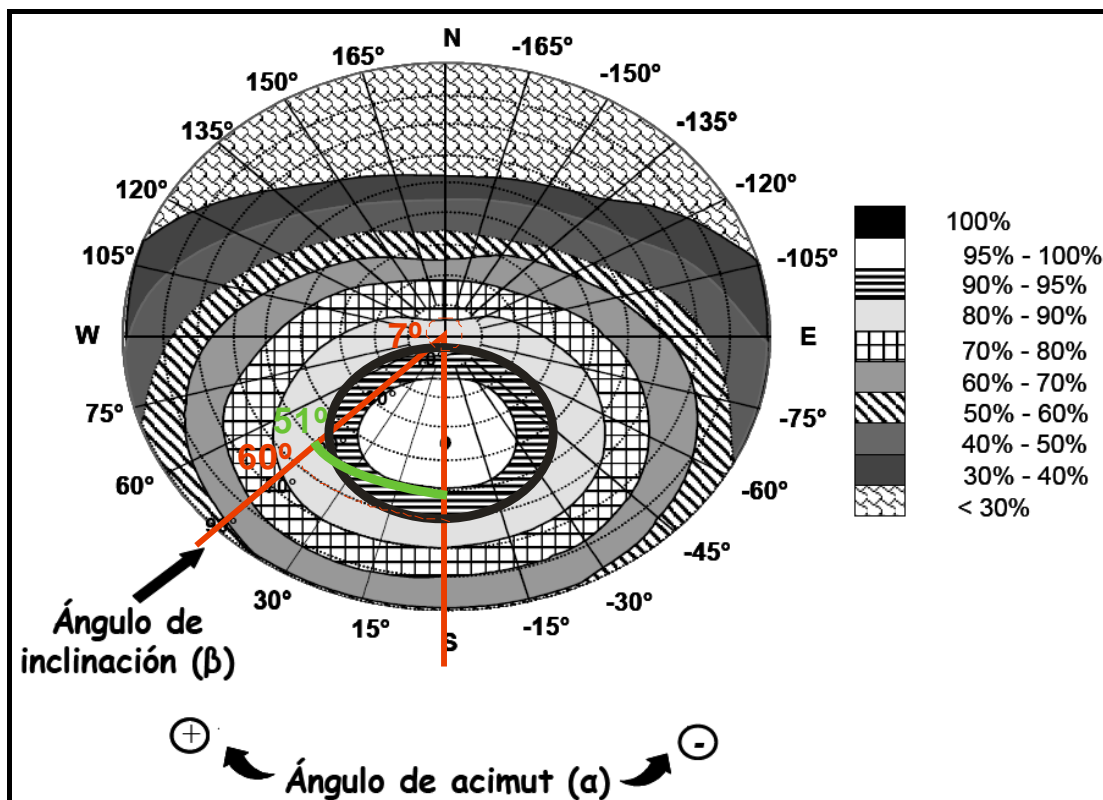 N
165º
-165º
150º
-150º
135º
-135º
120º
-120º
105º
-105º
W
E
7º
75º
-75º
51º
60º
60º
-60º
90º
-45º
30º
-30º
15º
-15º
S
Ángulo de
inclinación (β)
+
-
Ángulo de acimut (α)
100%
95% - 100%
90% - 95%
80% - 90%
70% - 80%
60% - 70%
50% - 60%
40% - 50%
30% - 40%
< 30%